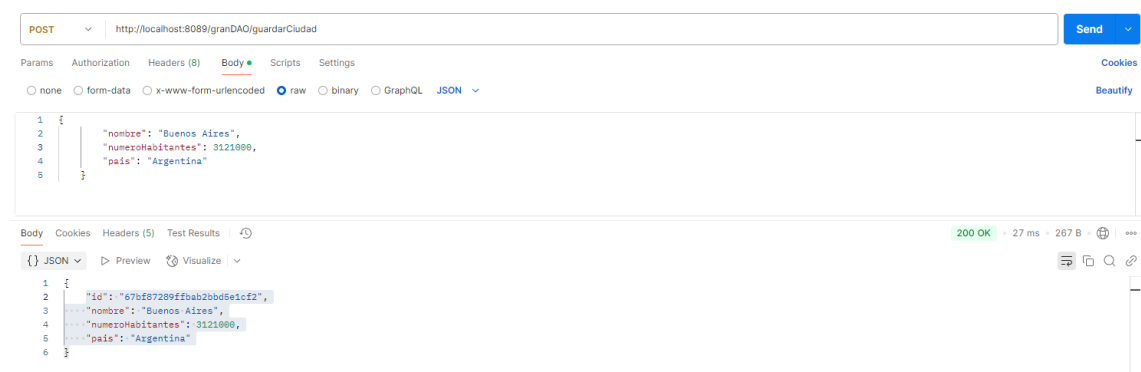 POST http://localhost:8089/granDAO/guardarCiudad Send
Params Authorization Headers (8) Body Scripts Settings Cookies
none form-data x-www-form-urlencoded raw binary GraphQL JSON Beautify
1 {
2 "nombre": "Buenos Aires",
3 "numeroHabitantes": 3121000,
4 "pais": "Argentina"
5 }
Body Cookies Headers (5) Test Results 200 OK 27 ms 267 B
{} JSON Preview Visualize
1 {
2 "id": "67bf87289ffbab2bbd5e1cf2",
3 "nombre": "Buenos Aires",
4 "numeroHabitantes": 3121000,
5 "pais": "Argentina"
6 }